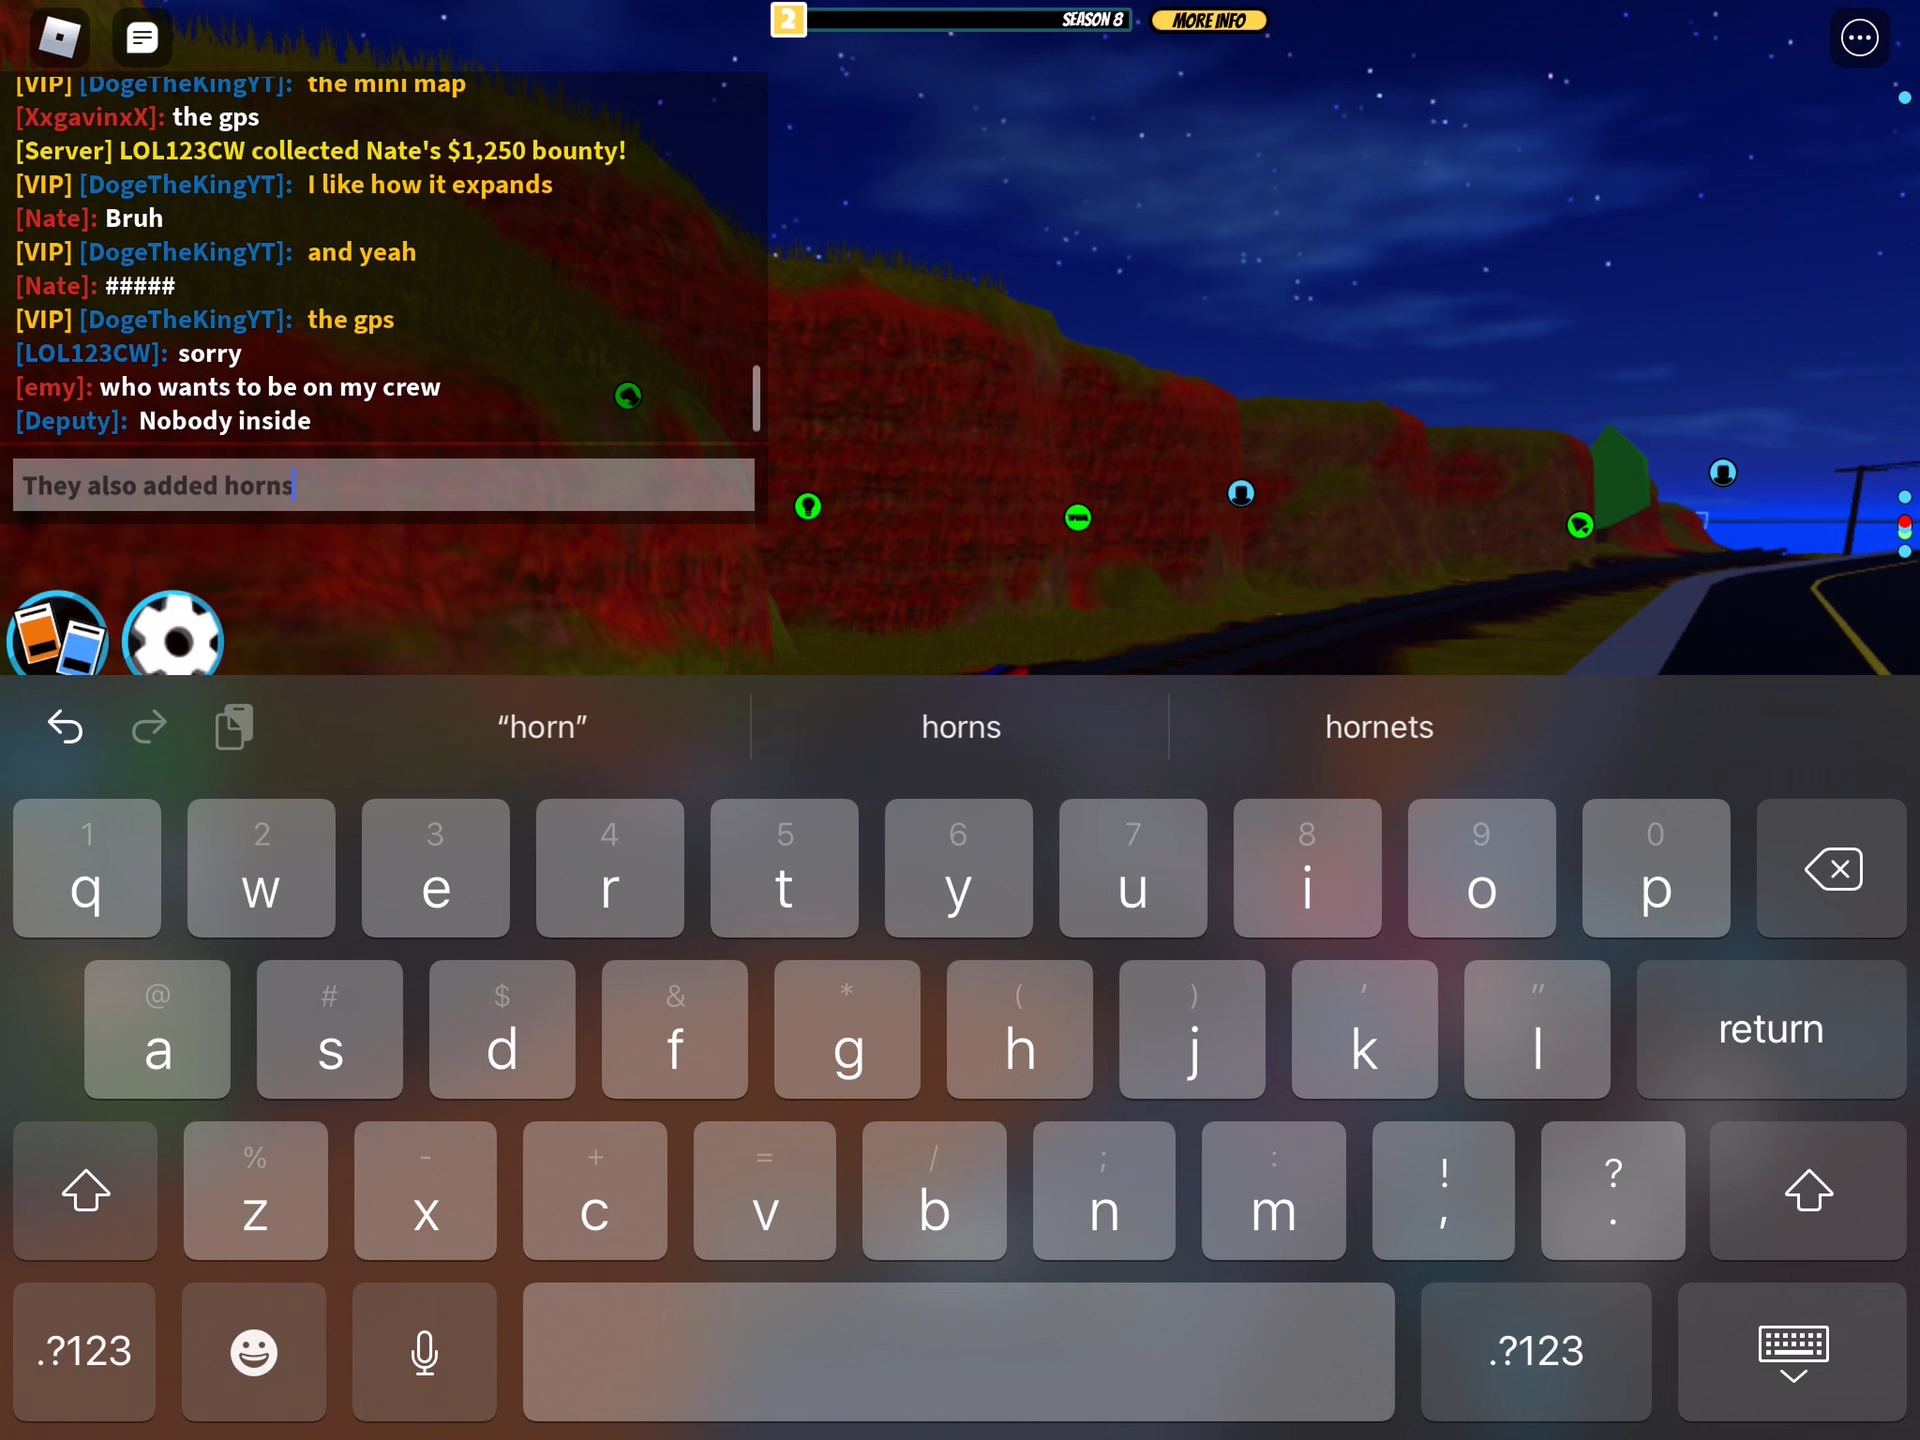 2 SEASON 8 MORE INFO
[VIP] [DogeTheKingYT]: the mini map
[XxgavinxX]: the gps
[Server] LOL123CW collected Nate's $1,250 bounty!
[VIP] [DogeTheKingYT]: I like how it expands
[Nate]: Bruh
[VIP] [DogeTheKingYT]: and yeah
[Nate]: #####
[VIP] [DogeTheKingYT]: the gps
[LOL123CW]: sorry
[emy]: who wants to be on my crew
[Deputy]: Nobody inside
They also added horns
“horn” horns hornets
1 2 3 4 5 6 7 8 9 0
q w e r t y u i o p
@ # $ & * ( ) ' "
a s d f g h j k l return
% - + = / ; : ! ?
z x c v b n m , .
.?123 .?123